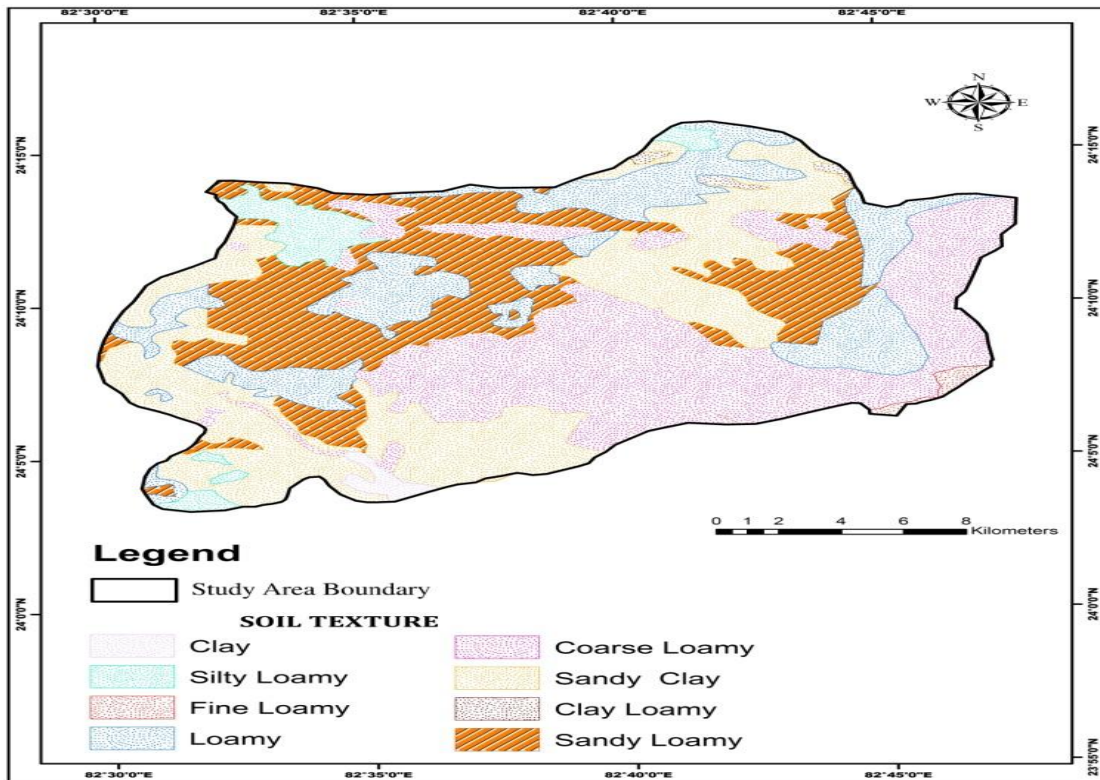 82°30'0"E 82°35'0"E 82°40'0"E 82°45'0"E
N
W E
S
24°15'0"N 24°15'0"N
24°10'0"N 24°10'0"N
24°5'0"N 24°5'0"N
0 1 2 4 6 8
Kilometers
Legend
Study Area Boundary
24°0'0"N 24°0'0"N
SOIL TEXTURE
Clay Coarse Loamy
Silty Loamy Sandy Clay
Fine Loamy Clay Loamy
Loamy Sandy Loamy
23°55'0"N
82°30'0"E 82°35'0"E 82°40'0"E 82°45'0"E